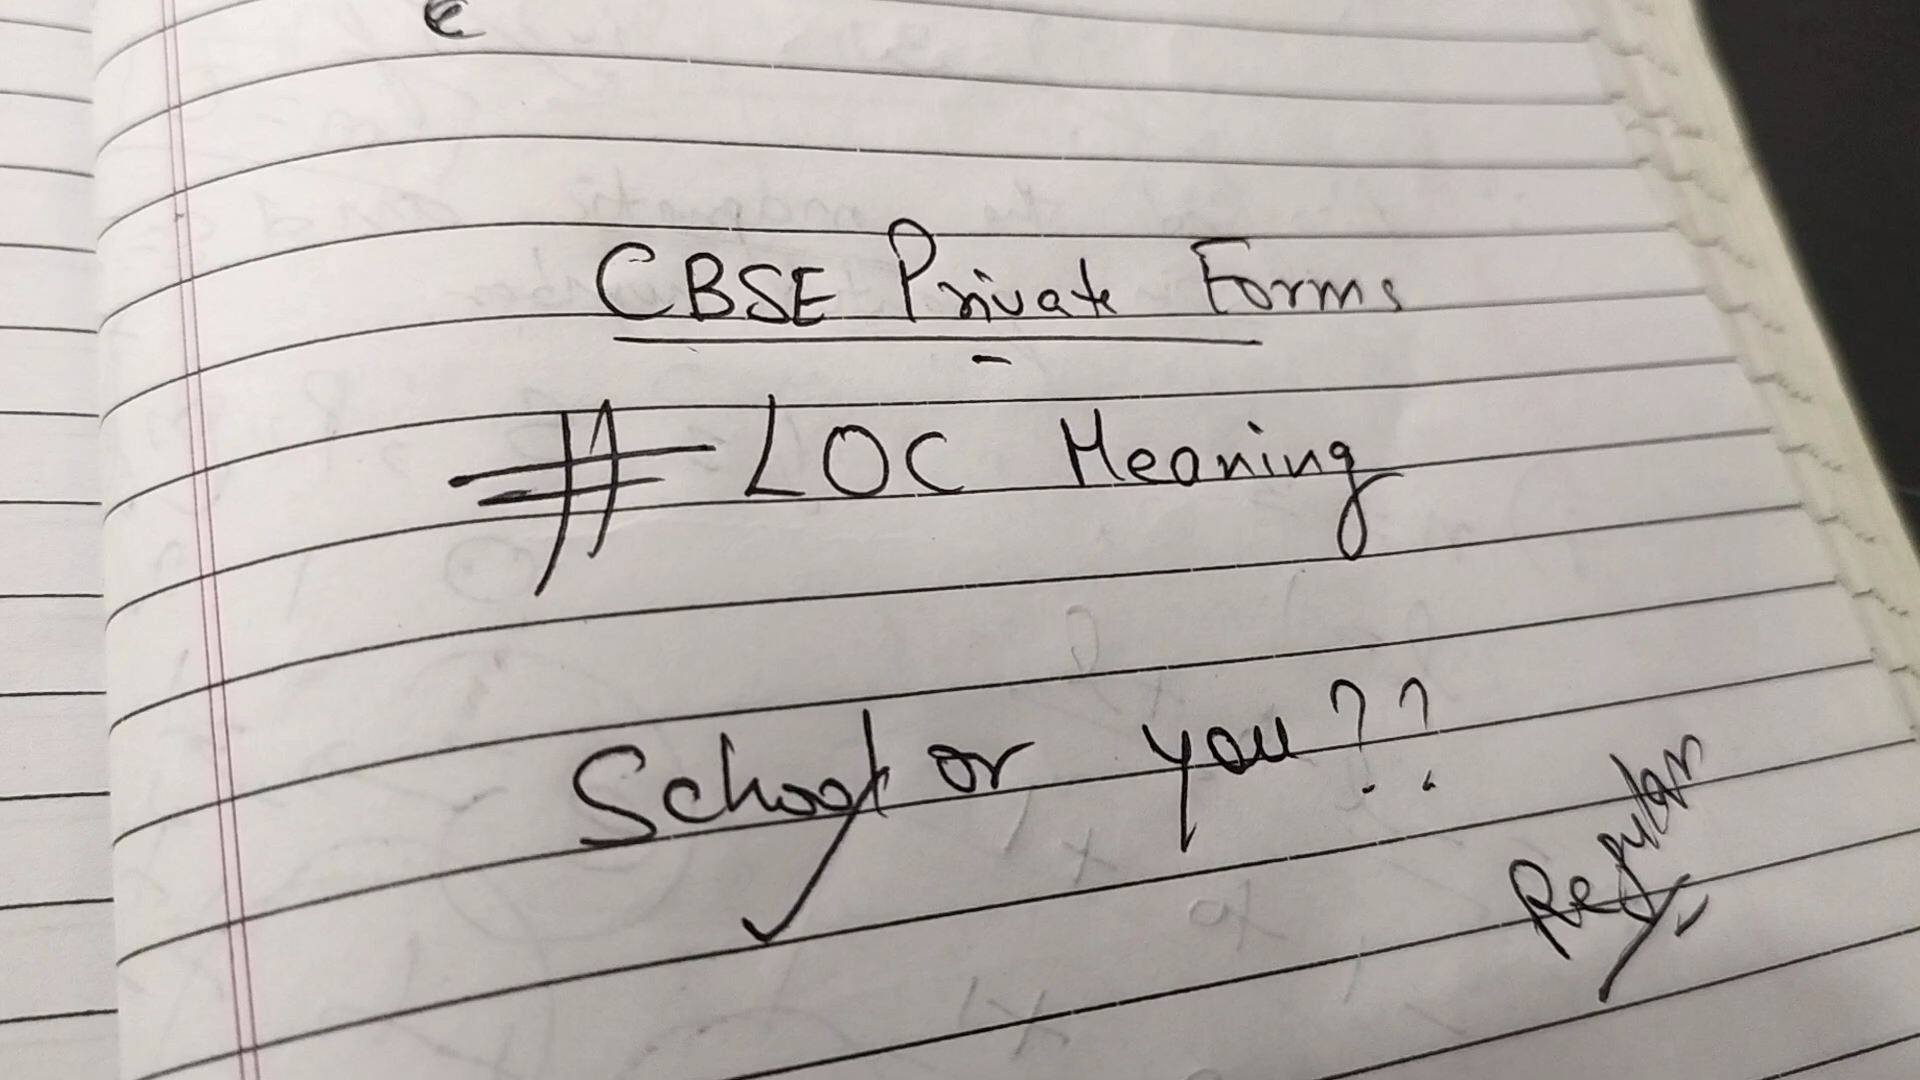 CBSE Private Forms
# LOC Meaning
School or you??
Regular